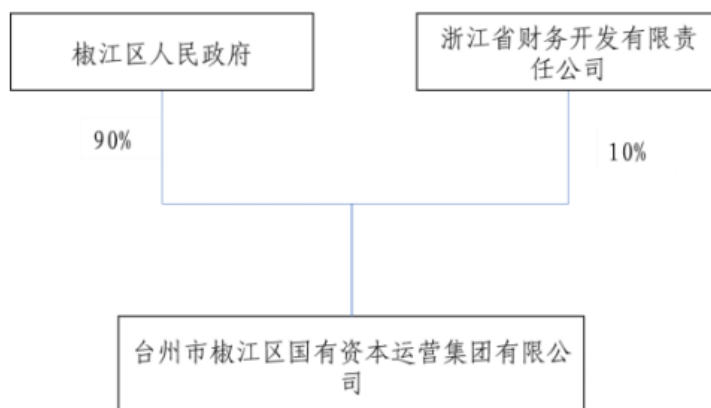 椒江区人民政府
浙江省财务开发有限责
任公司
90%
10%
台州市椒江区国有资本运营集团有限公
司